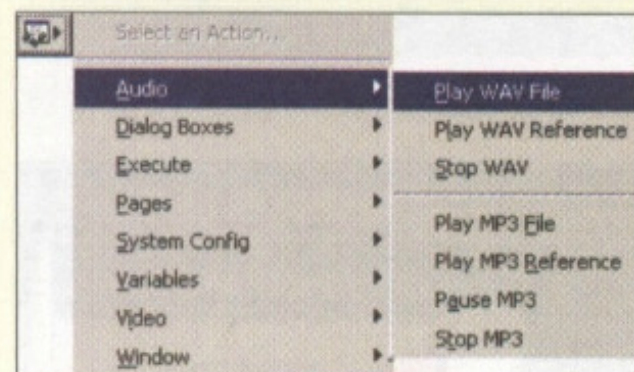 Select an Action...
Audio
Dialog Boxes
Execute
Pages
System Config
Variables
Video
Window
Play WAV File
Play WAV Reference
Stop WAV
Play MP3 File
Play MP3 Reference
Pause MP3
Stop MP3